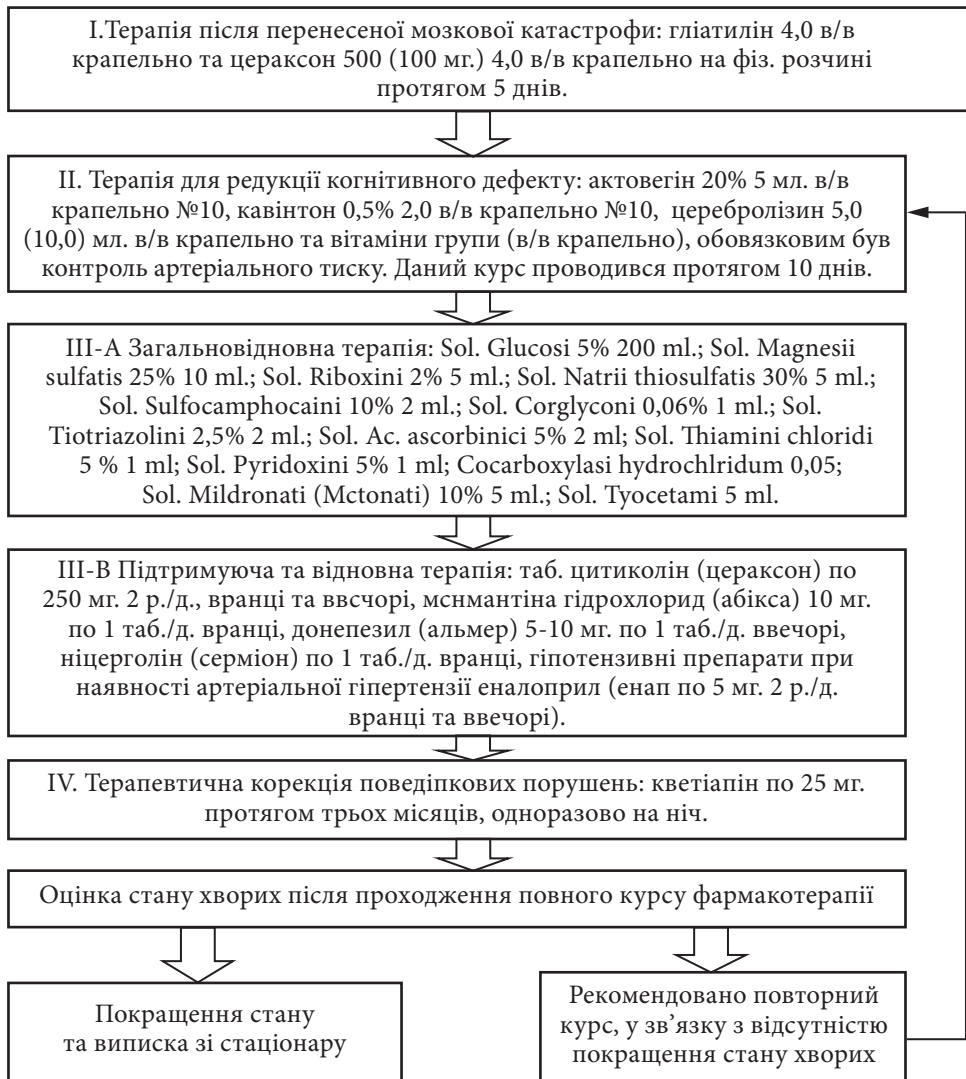 І.Терапія після перенесеної мозкової катастрофи: гліатилін 4,0 в/в
крапельно та цераксон 500 (100 мг.) 4,0 в/в крапельно на фіз. розчині
протягом 5 днів.
ІІ. Терапія для редукції когнітивного дефекту: актовегін 20% 5 мл. в/в
крапельно №10, кавінтон 0,5% 2,0 в/в крапельно №10, церебролізин 5,0
(10,0) мл. в/в крапельно та вітаміни групи (в/в крапельно), обовязковим був
контроль артеріального тиску. Даний курс проводився протягом 10 днів.
ІІІ-А Загальновідновна терапія: Sol. Glucosi 5% 200 ml.; Sol. Magnesii
sulfatis 25% 10 ml.; Sol. Riboxini 2% 5 ml.; Sol. Natrii thiosulfatis 30% 5 ml.;
Sol. Sulfocamphocaini 10% 2 ml.; Sol. Corglyconi 0,06% 1 ml.; Sol.
Tiotriazolini 2,5% 2 ml.; Sol. Ac. ascorbinici 5% 2 ml; Sol. Thiamini chloridi
5 % 1 ml; Sol. Pyridoxini 5% 1 ml; Cocarboxylasi hydrochlridum 0,05;
Sol. Mildronati (Mctonati) 10% 5 ml.; Sol. Tyocetami 5 ml.
ІІІ-В Підтримуюча та відновна терапія: таб. цитиколін (цераксон) по
250 мг. 2 р./д., вранці та ввсчорі, мснмантіна гідрохлорид (абікса) 10 мг.
по 1 таб./д. вранці, донепезил (альмер) 5-10 мг. по 1 таб./д. ввечорі,
ніцерголін (серміон) по 1 таб./д. вранці, гіпотензивні препарати при
наявності артеріальної гіпертензії еналоприл (енап по 5 мг. 2 р./д.
вранці та ввечорі).
IV. Терапевтична корекція поведіпкових порушень: кветіапін по 25 мг.
протягом трьох місяців, одноразово на ніч.
Оцінка стану хворих після проходження повного курсу фармакотерапії
Покращення стану
та виписка зі стаціонару
Рекомендовано повторний
курс, у зв’язку з відсутністю
покращення стану хворих